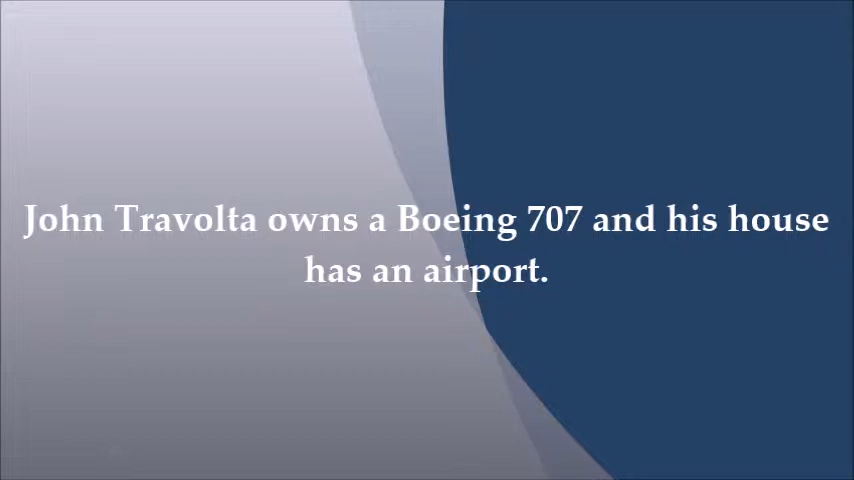 John Travolta owns a Boeing 707 and his house
has an airport.